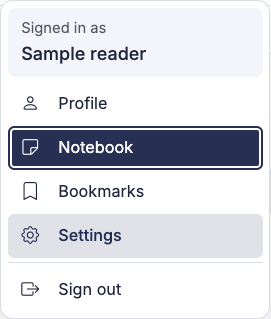 Signed in as
Sample reader
Profile
Notebook
Bookmarks
Settings
Sign out